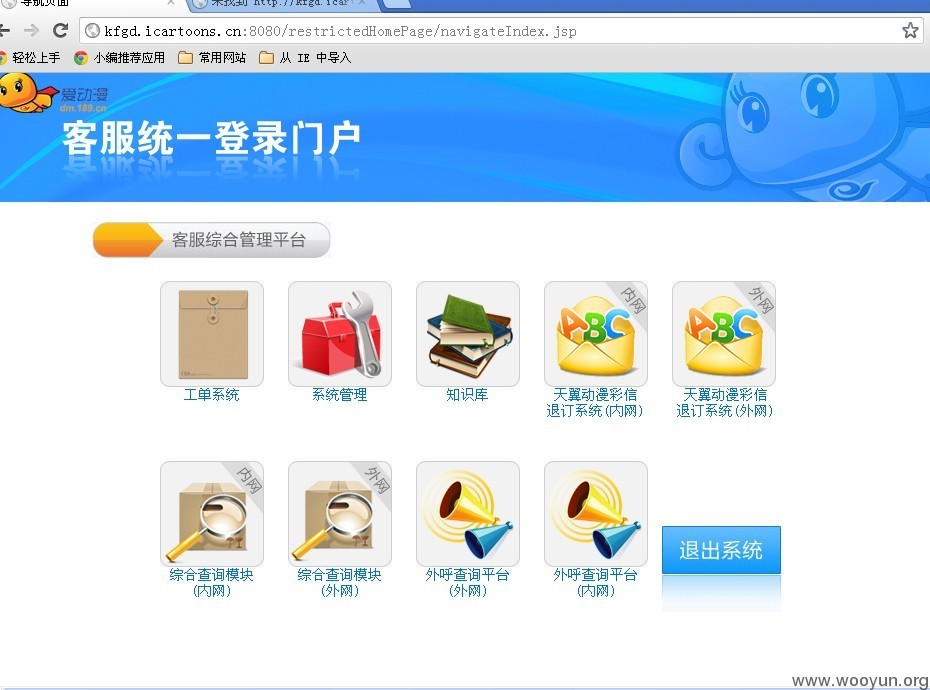 导航页面
未找到 http://kfgd.icar
kfgd.icartoons.cn:8080/restrictedHomePage/navigateIndex.jsp
轻松上手 小编推荐应用 常用网站 从 IE 中导入
爱动漫
dm.189.cn
客服统一登录门户
客服综合管理平台
内网 外网
工单系统 系统管理 知识库 天翼动漫彩信 天翼动漫彩信
退订系统(内网) 退订系统(外网)
内网 外网
退出系统
综合查询模块 综合查询模块 外呼查询平台 外呼查询平台
(内网) (外网) (外网) (内网)
www.wooyun.org